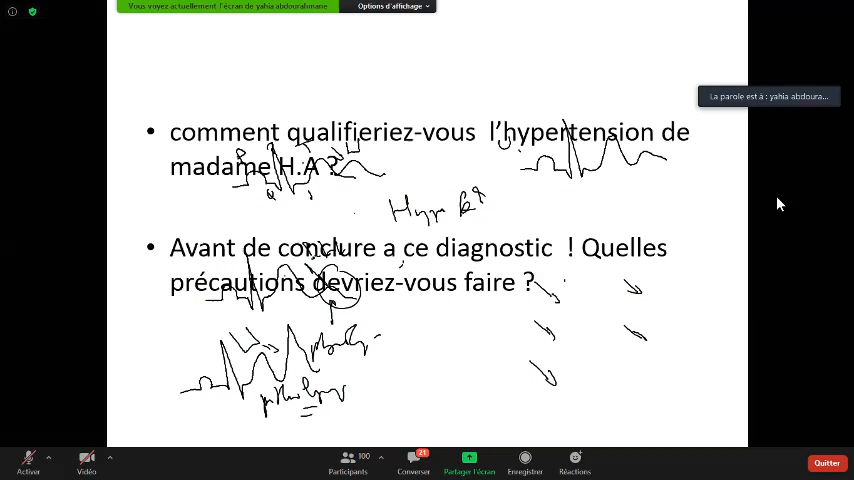 Vous voyez actuellement l'écran de yahia abdourahmane
Options d'affichage
La parole est à : yahia abdoura...
• comment qualifieriez-vous l'hypertension de
madame H.A ?
Hypo K+
• Avant de conclure a ce diagnostic ! Quelles
précautions devriez-vous faire ?
Activer
Vidéo
100
Participants
21
Converser
Partager l'écran
Enregistrer
Réactions
Quitter